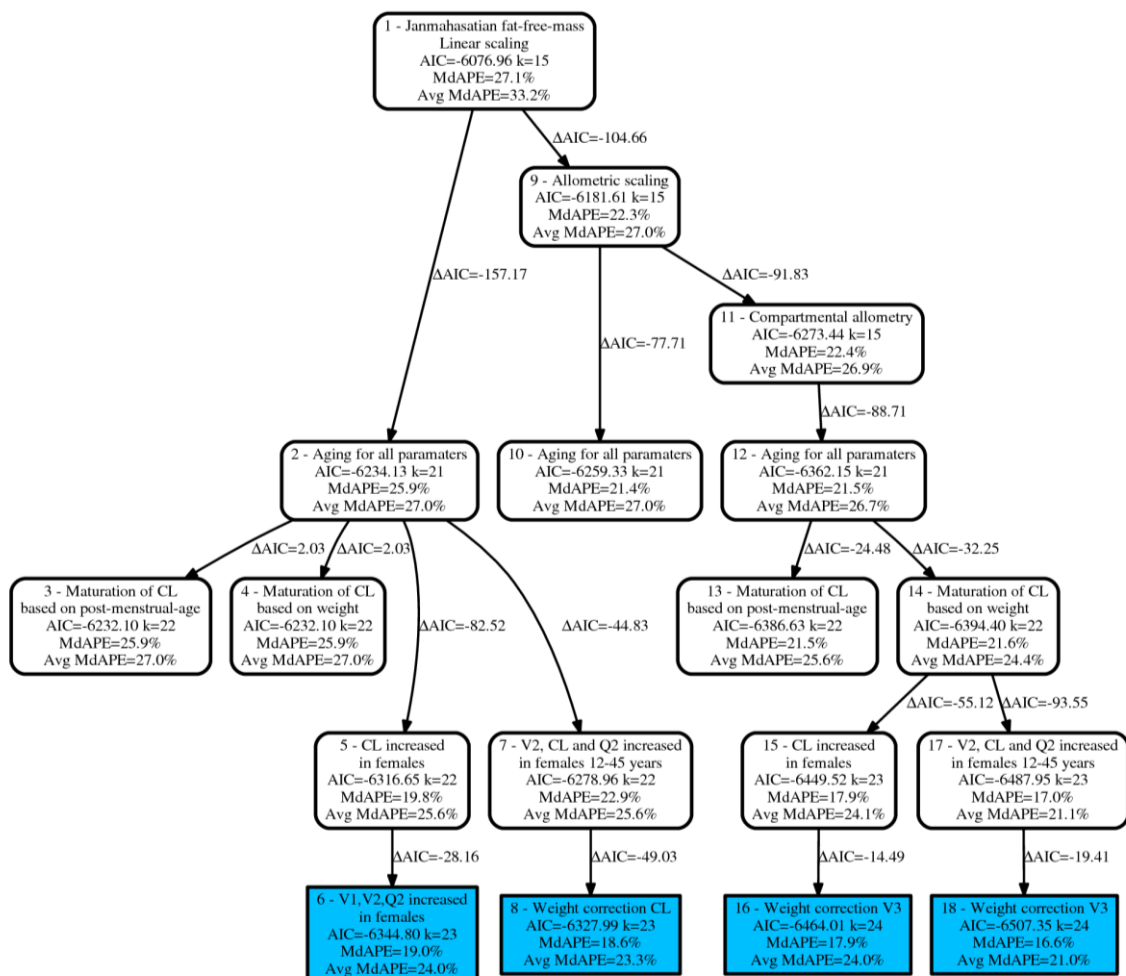 1 - Janmahasatian fat-free-mass
Linear scaling
AIC=-6076.96 k=15
MdAPE=27.1%
Avg MdAPE=33.2%
ΔAIC=-104.66
9 - Allometric scaling
AIC=-6181.61 k=15
MdAPE=22.3%
Avg MdAPE=27.0%
ΔAIC=-157.17
ΔAIC=-91.83
11 - Compartmental allometry
AIC=-6273.44 k=15
MdAPE=22.4%
Avg MdAPE=26.9%
ΔAIC=-77.71
ΔAIC=-88.71
2 - Aging for all paramaters
AIC=-6234.13 k=21
MdAPE=25.9%
Avg MdAPE=27.0%
10 - Aging for all paramaters
AIC=-6259.33 k=21
MdAPE=21.4%
Avg MdAPE=27.0%
12 - Aging for all paramaters
AIC=-6362.15 k=21
MdAPE=21.5%
Avg MdAPE=26.7%
ΔAIC=2.03
ΔAIC=2.03
ΔAIC=-24.48
ΔAIC=-32.25
3 - Maturation of CL
based on post-menstrual-age
AIC=-6232.10 k=22
MdAPE=25.9%
Avg MdAPE=27.0%
4 - Maturation of CL
based on weight
AIC=-6232.10 k=22
MdAPE=25.9%
Avg MdAPE=27.0%
ΔAIC=-82.52
ΔAIC=-44.83
13 - Maturation of CL
based on post-menstrual-age
AIC=-6386.63 k=22
MdAPE=21.5%
Avg MdAPE=25.6%
14 - Maturation of CL
based on weight
AIC=-6394.40 k=22
MdAPE=21.6%
Avg MdAPE=24.4%
ΔAIC=-55.12
ΔAIC=-93.55
5 - CL increased
in females
AIC=-6316.65 k=22
MdAPE=19.8%
Avg MdAPE=25.6%
7 - V2, CL and Q2 increased
in females 12-45 years
AIC=-6278.96 k=22
MdAPE=22.9%
Avg MdAPE=25.6%
15 - CL increased
in females
AIC=-6449.52 k=23
MdAPE=17.9%
Avg MdAPE=24.1%
17 - V2, CL and Q2 increased
in females 12-45 years
AIC=-6487.95 k=23
MdAPE=17.0%
Avg MdAPE=21.1%
ΔAIC=-28.16
ΔAIC=-49.03
ΔAIC=-14.49
ΔAIC=-19.41
6 - V1,V2,Q2 increased
in females
AIC=-6344.80 k=23
MdAPE=19.0%
Avg MdAPE=24.0%
8 - Weight correction CL
AIC=-6327.99 k=23
MdAPE=18.6%
Avg MdAPE=23.3%
16 - Weight correction V3
AIC=-6464.01 k=24
MdAPE=17.9%
Avg MdAPE=24.0%
18 - Weight correction V3
AIC=-6507.35 k=24
MdAPE=16.6%
Avg MdAPE=21.0%